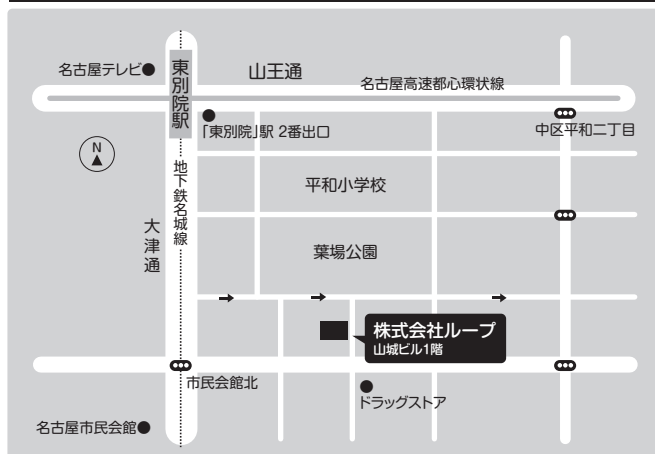 名古屋テレビ
東別院駅
山王通
名古屋高速都心環状線
「東別院」駅 2番出口
中区平和二丁目
N
地下鉄名城線
平和小学校
大津通
葉場公園
株式会社ループ
山城ビル1階
市民会館北
ドラッグストア
名古屋市民会館